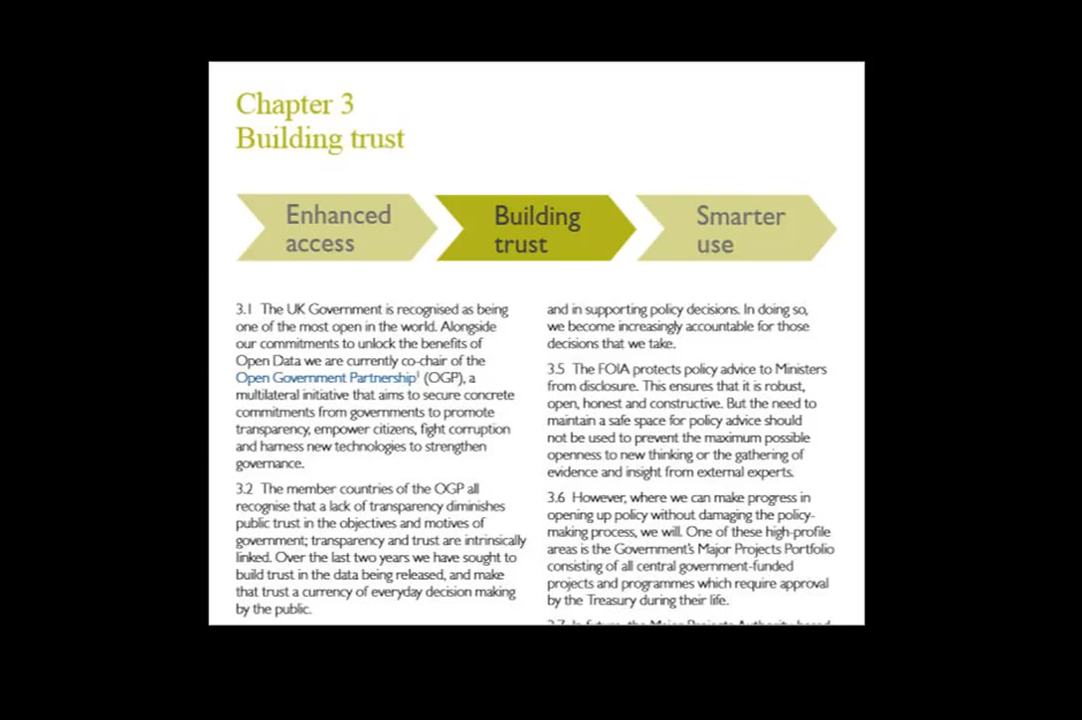 Chapter 3
Building trust
Enhanced
access
Building
trust
Smarter
use
3.1 The UK Government is recognised as being
one of the most open in the world. Alongside
our commitments to unlock the benefits of
Open Data we are currently co-chair of the
Open Government Partnership¹ (OGP), a
multilateral initiative that aims to secure concrete
commitments from governments to promote
transparency, empower citizens, fight corruption
and harness new technologies to strengthen
governance.
3.2 The member countries of the OGP all
recognise that a lack of transparency diminishes
public trust in the objectives and motives of
government; transparency and trust are intrinsically
linked. Over the last two years we have sought to
build trust in the data being released, and make
that trust a currency of everyday decision making
by the public.
and in supporting policy decisions. In doing so,
we become increasingly accountable for those
decisions that we take.
3.5 The FOIA protects policy advice to Ministers
from disclosure. This ensures that it is robust,
open, honest and constructive. But the need to
maintain a safe space for policy advice should
not be used to prevent the maximum possible
openness to new thinking or the gathering of
evidence and insight from external experts.
3.6 However, where we can make progress in
opening up policy without damaging the policy-
making process, we will. One of these high-profile
areas is the Government's Major Projects Portfolio
consisting of all central government-funded
projects and programmes which require approval
by the Treasury during their life.
3.7 In future, the Major Projects Authority